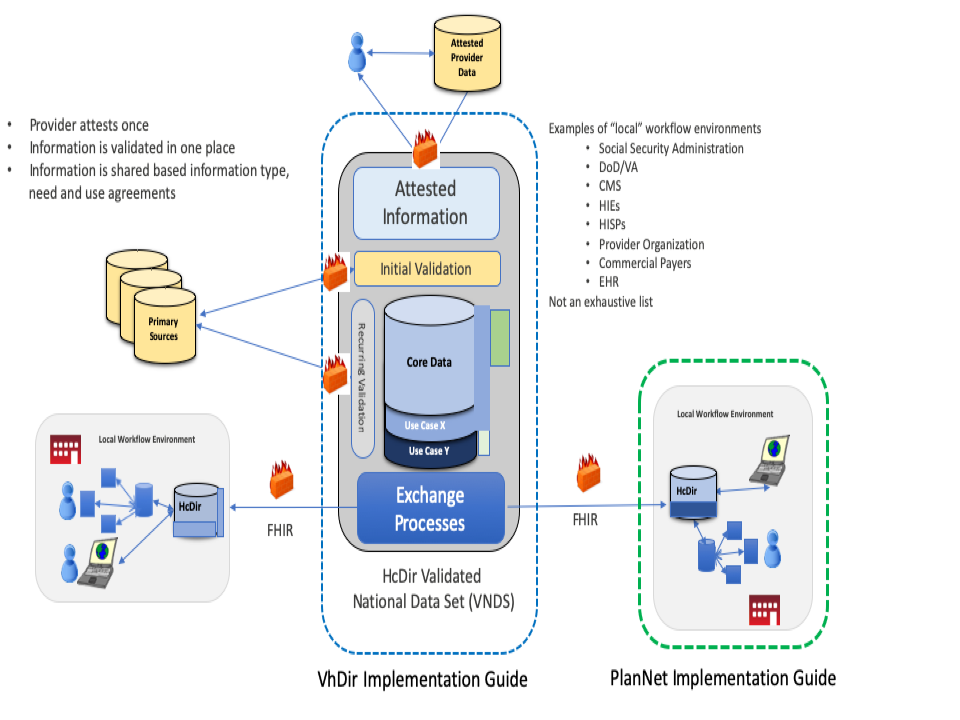 Attested
Provider
Data
• Provider attests once
• Information is validated in one place
• Information is shared based information type,
need and use agreements
Examples of “local” workflow environments
• Social Security Administration
• DoD/VA
• CMS
• HIEs
• HISPs
• Provider Organization
• Commercial Payers
• EHR
Not an exhaustive list
Attested
Information
Initial Validation
Primary
Sources
Recurring Validation
Core Data
Use Case X
Use Case Y
Local Workflow Environment
HcDir
FHIR
Exchange
Processes
FHIR
Local Workflow Environment
HcDir
HcDir Validated
National Data Set (VNDS)
VhDir Implementation Guide
PlanNet Implementation Guide